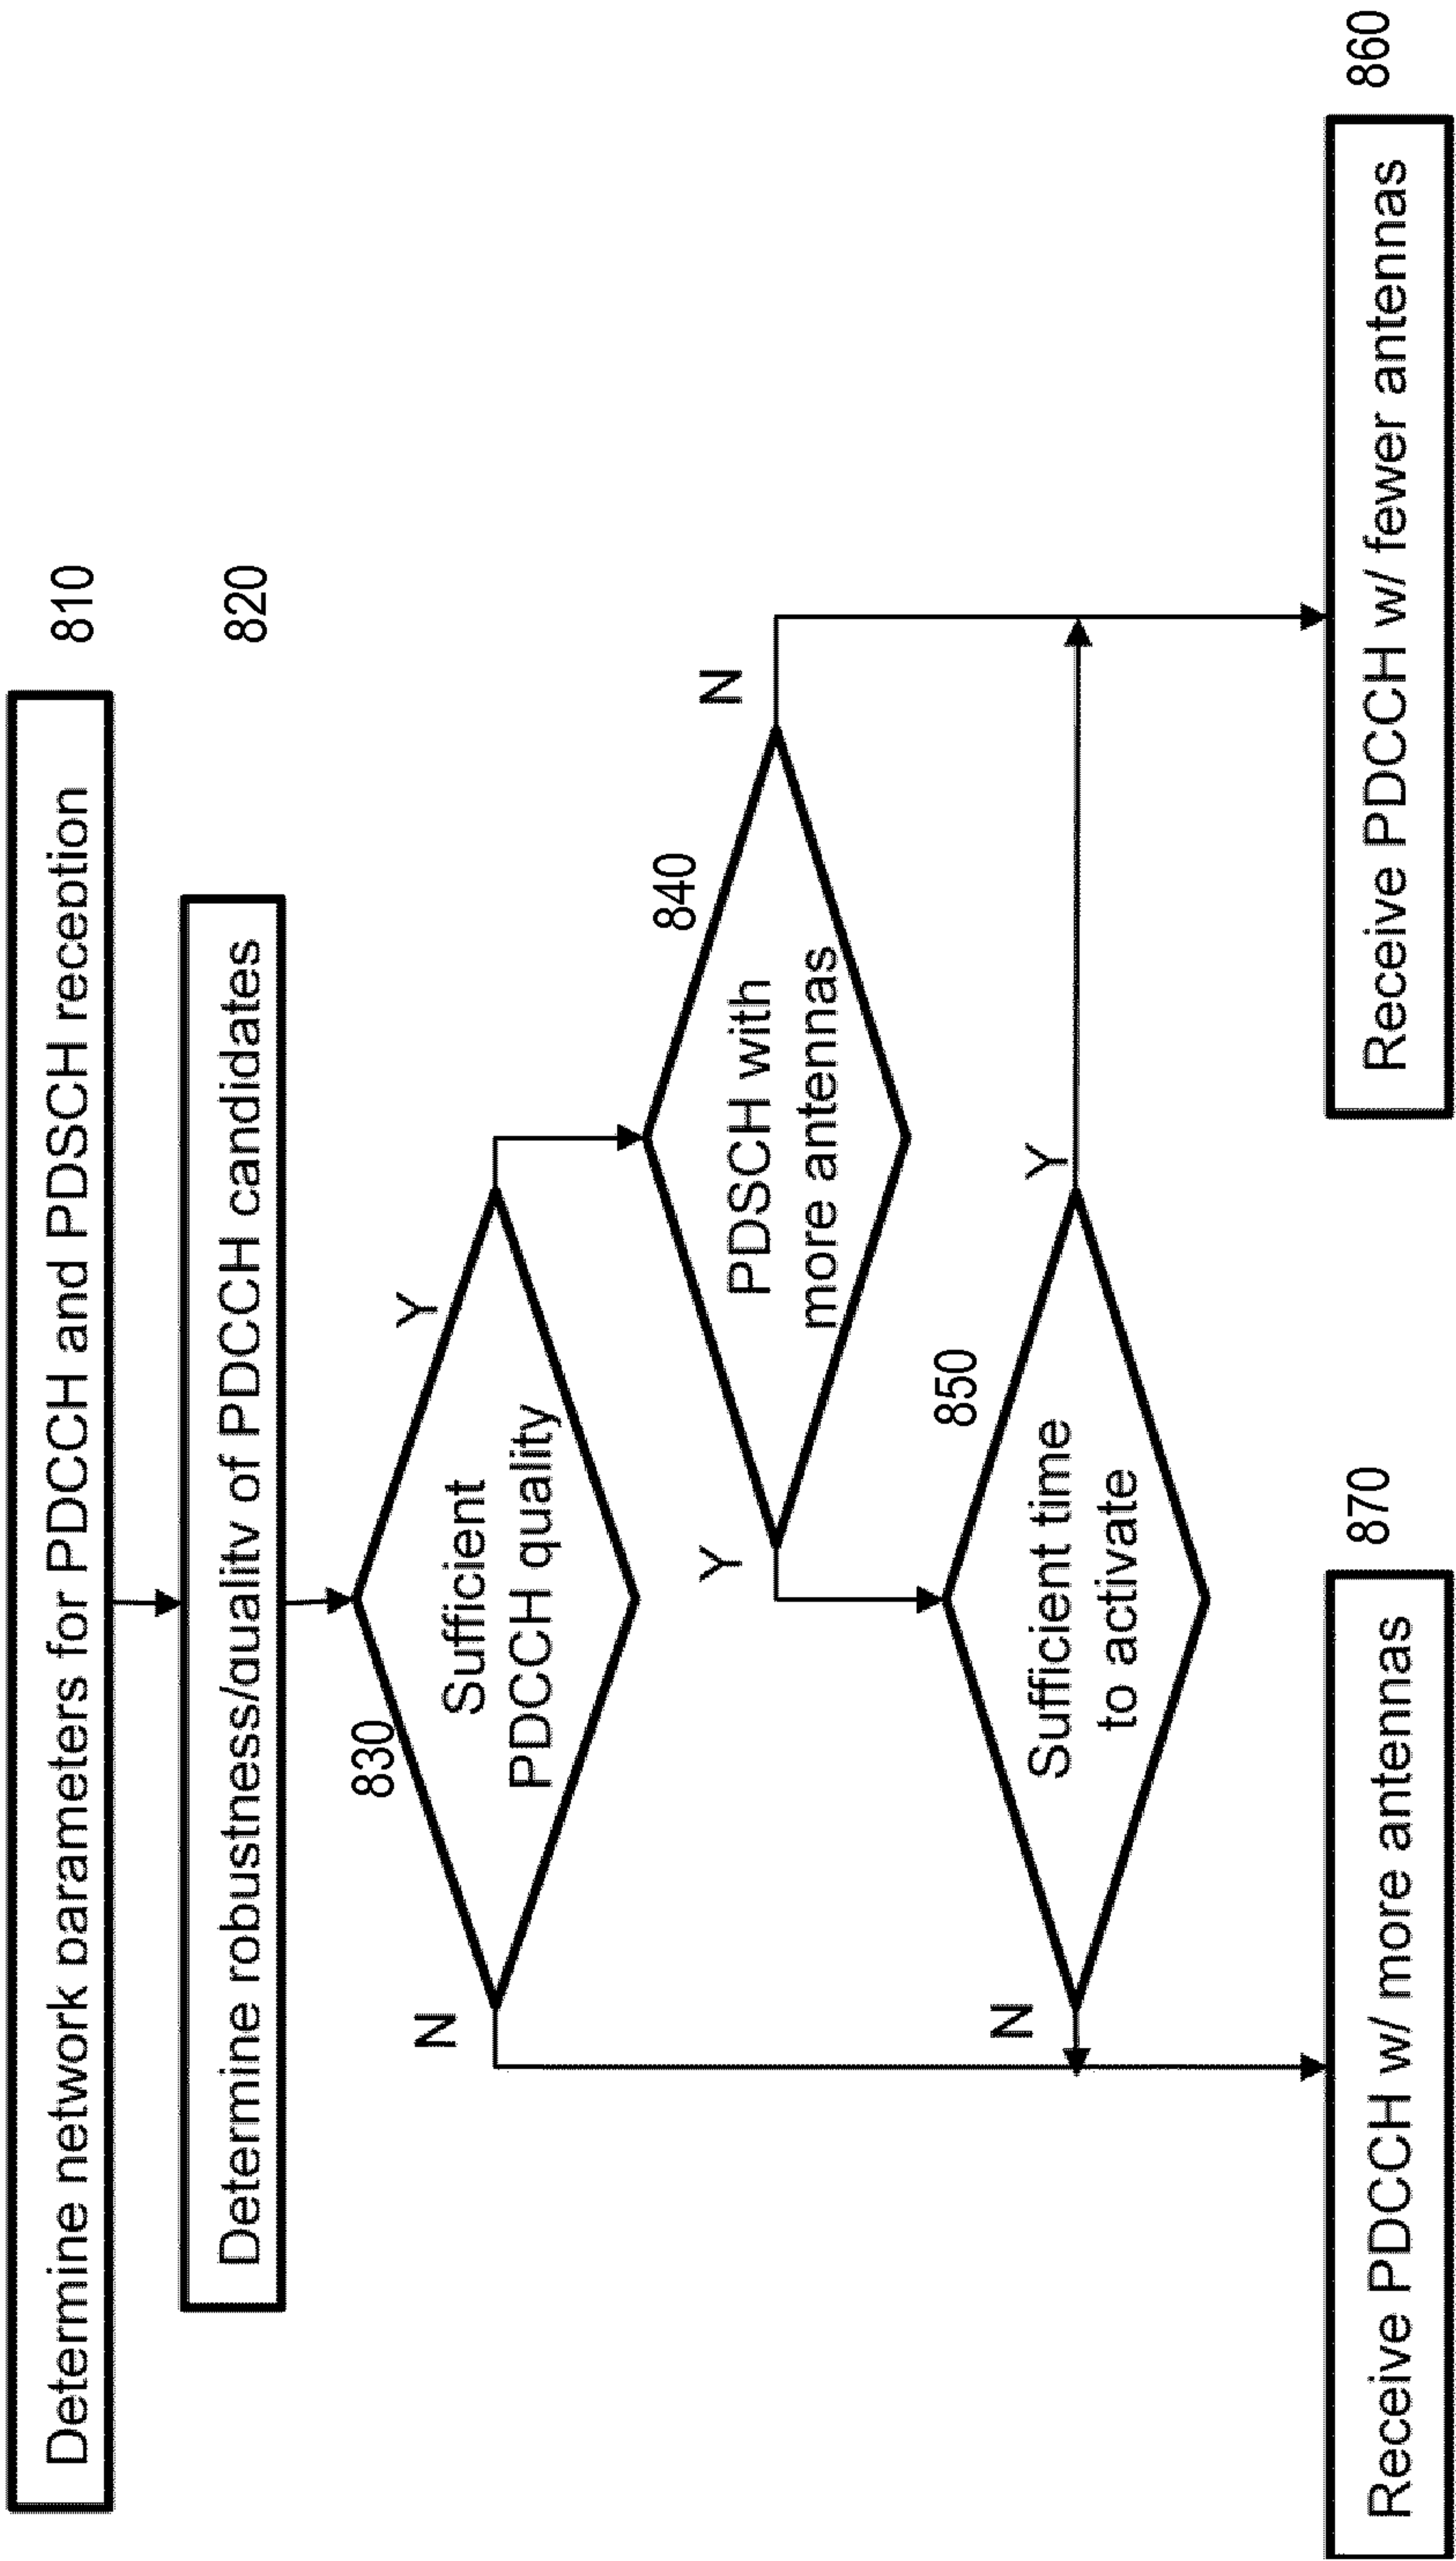 Determine network parameters for PDCCH and PDSCH reception
810
Determine robustness/quality of PDCCH candidates
820
830
Sufficient
PDCCH quality
N
Y
840
PDSCH with
more antennas
Y
N
850
Sufficient time
to activate
N
Y
Receive PDCCH w/ more antennas
870
Receive PDCCH w/ fewer antennas
860